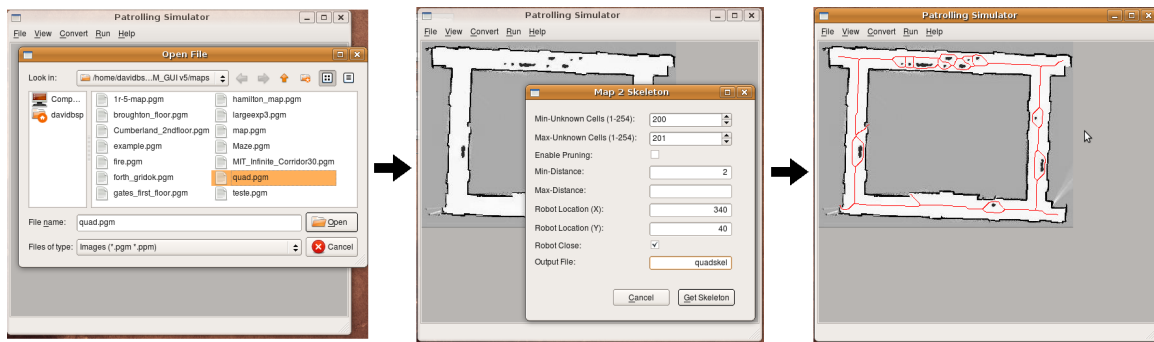 Patrolling Simulator
File View Convert Run Help
Open File
Look in: /home/davidbs...M_GUI v5/maps
Comp...
davidbsp
1r-5-map.pgm
broughton_floor.pgm
Cumberland_2ndfloor.pgm
example.pgm
fire.pgm
forth_gridok.pgm
gates_first_floor.pgm
hamilton_map.pgm
largeexp3.pgm
map.pgm
Maze.pgm
MIT_Infinite_Corridor30.pgm
quad.pgm
teste.pgm
File name: quad.pgm Open
Files of type: Images (*.pgm *.ppm) Cancel
Patrolling Simulator
File View Convert Run Help
Map 2 Skeleton
Min-Unknown Cells (1-254): 200
Max-Unknown Cells (1-254): 201
Enable Pruning:
Min-Distance: 2
Max-Distance:
Robot Location (X): 340
Robot Location (Y): 40
Robot Close:
Output File: quadskel
Cancel Get Skeleton
Patrolling Simulator
File View Convert Run Help